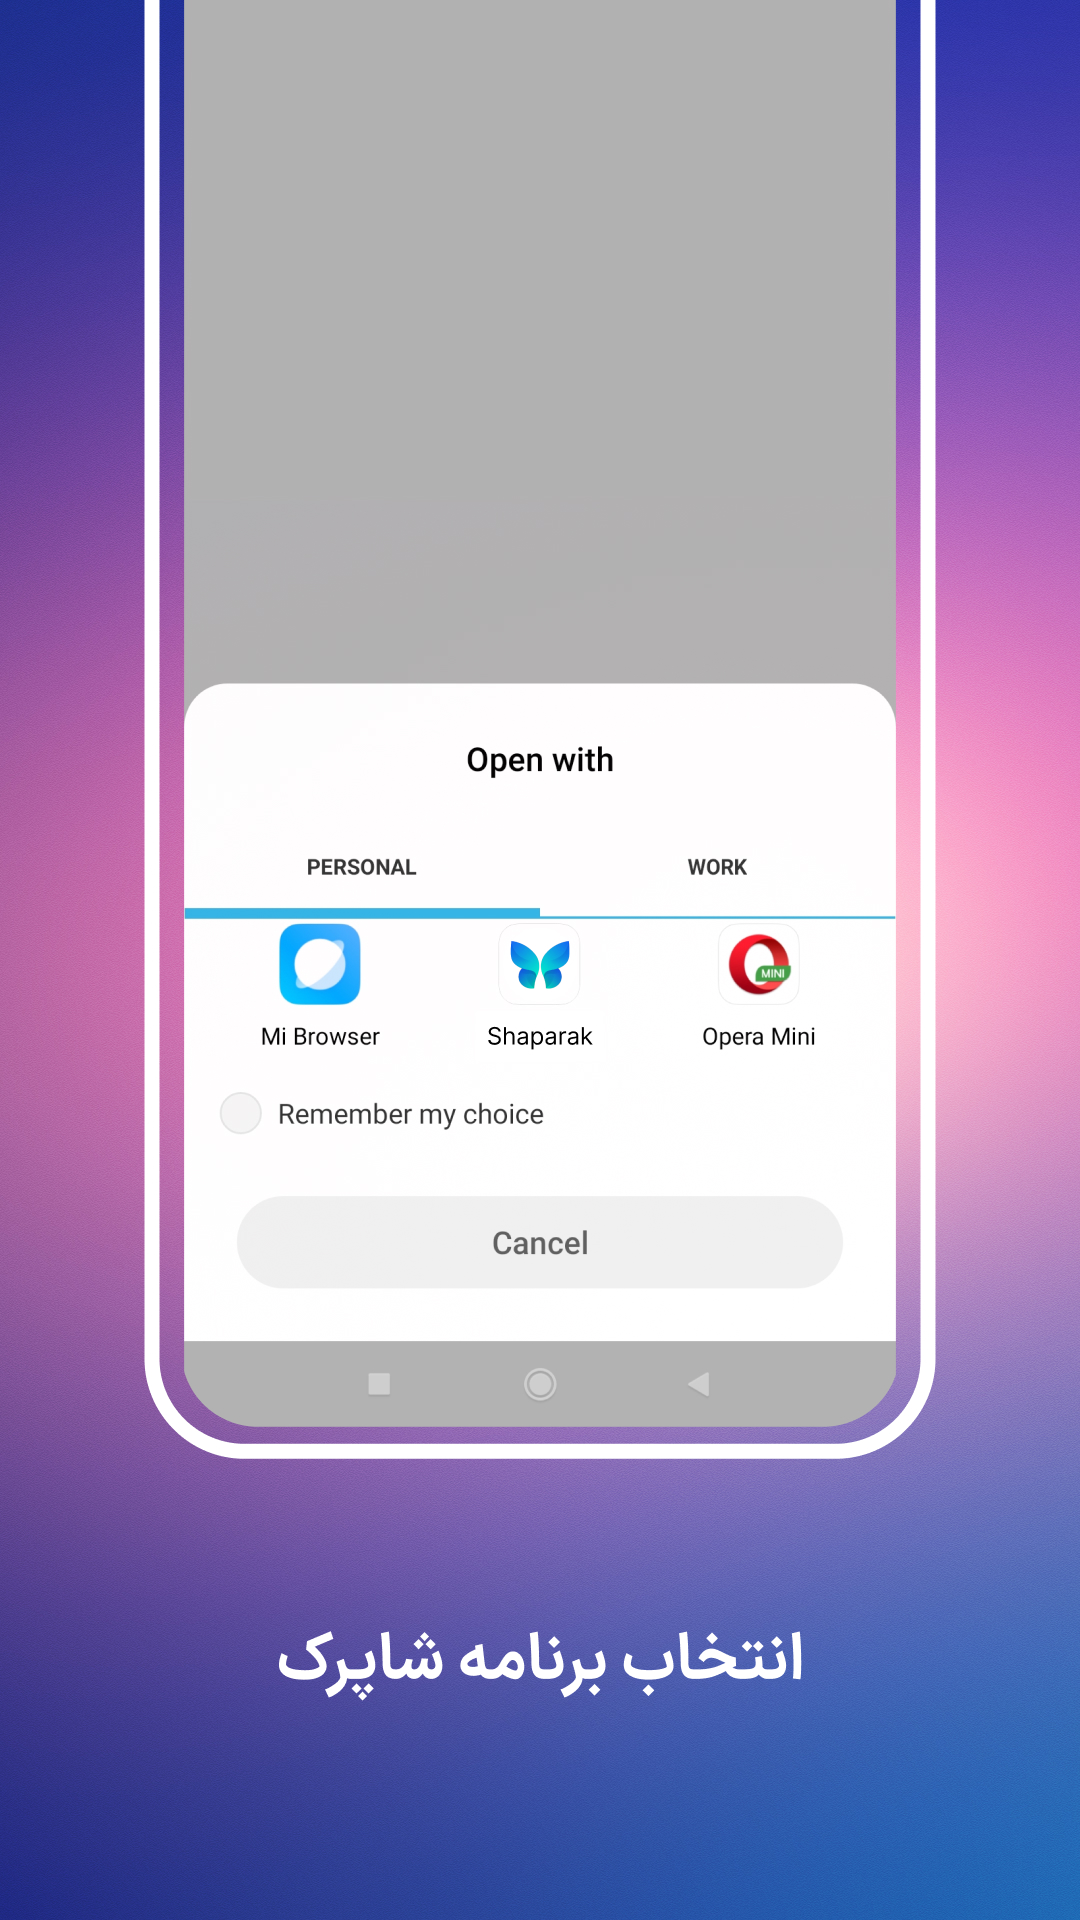 Open with
PERSONAL WORK
MINI
Mi Browser Shaparak Opera Mini
Remember my choice
Cancel
انتخاب برنامه شاپرک